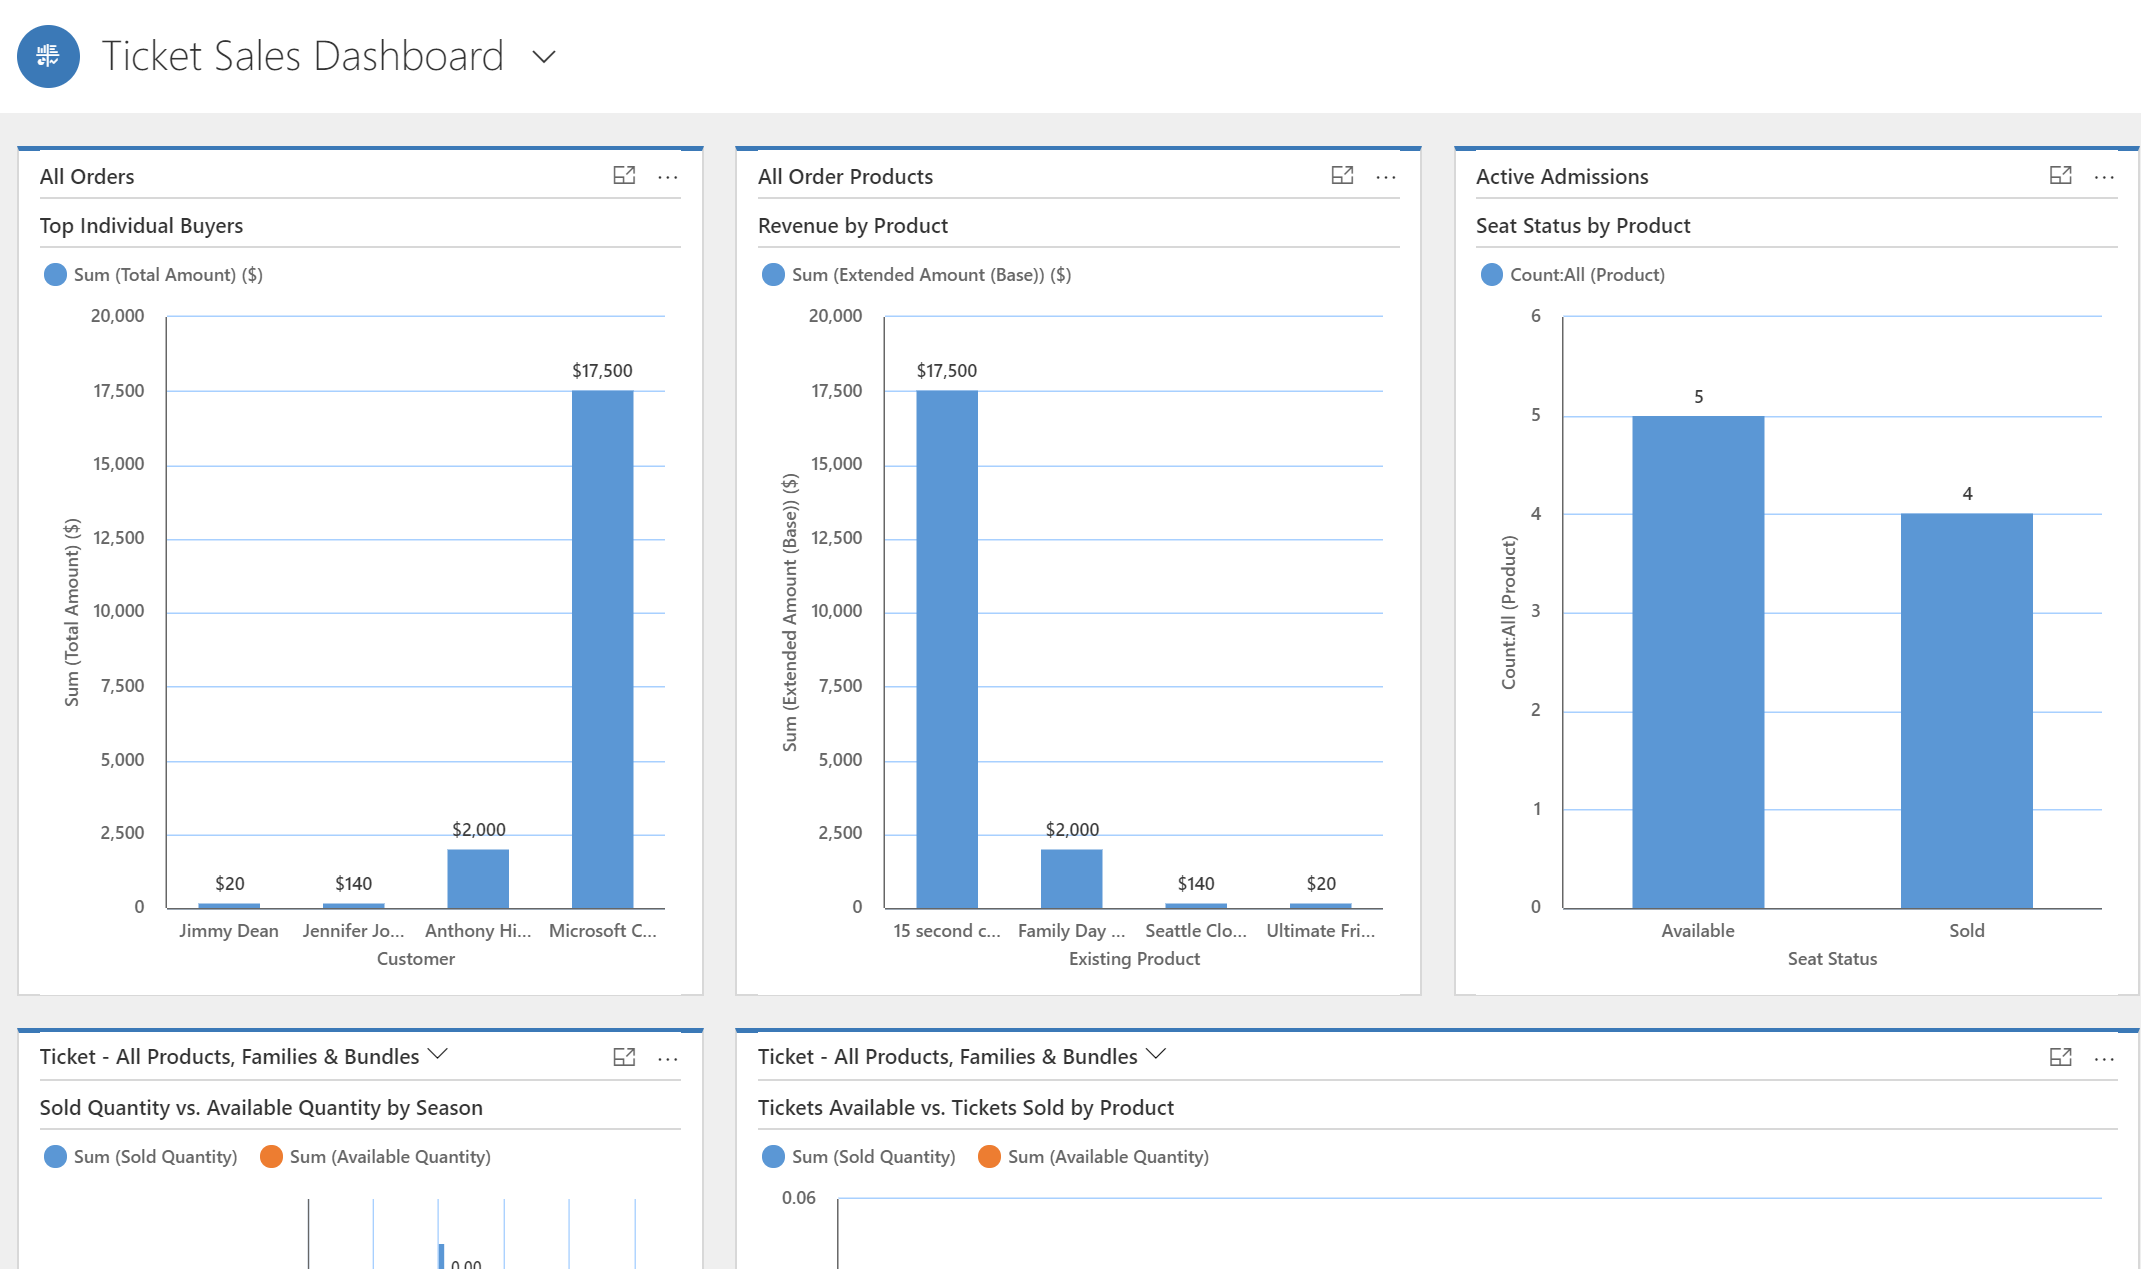 Ticket Sales Dashboard
All Orders
Top Individual Buyers
Sum (Total Amount) ($)
20,000
17,500
15,000
12,500
10,000
7,500
5,000
2,500
0
Sum (Total Amount) ($)
$20
$140
$2,000
$17,500
Jimmy Dean
Jennifer Jo...
Anthony Hi...
Microsoft C...
Customer
All Order Products
Revenue by Product
Sum (Extended Amount (Base)) ($)
20,000
17,500
15,000
12,500
10,000
7,500
5,000
2,500
0
Sum (Extended Amount (Base)) ($)
$17,500
$2,000
$140
$20
15 second c...
Family Day ...
Seattle Clo...
Ultimate Fri...
Existing Product
Active Admissions
Seat Status by Product
Count:All (Product)
6
5
4
3
2
1
0
Count:All (Product)
5
4
Available
Sold
Seat Status
Ticket - All Products, Families & Bundles
Sold Quantity vs. Available Quantity by Season
Sum (Sold Quantity)
Sum (Available Quantity)
0.00
Ticket - All Products, Families & Bundles
Tickets Available vs. Tickets Sold by Product
Sum (Sold Quantity)
Sum (Available Quantity)
0.06